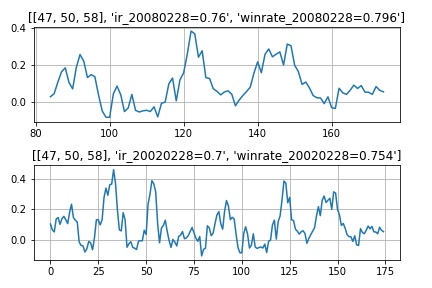 [[47, 50, 58], 'ir_20080228=0.76', 'winrate_20080228=0.796']
0.4
0.2
0.0
80 100 120 140 160
[[47, 50, 58], 'ir_20020228=0.7', 'winrate_20020228=0.754']
0.4
0.2
0.0
0 25 50 75 100 125 150 175